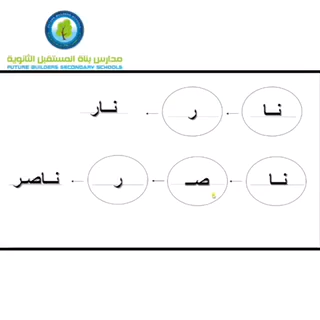 مدارس بناة المستقبل الثانوية
FUTURE BUILDERS SECONDARY SCHOOLS
نـا ر نـار
نـا صـ ر نـاصر